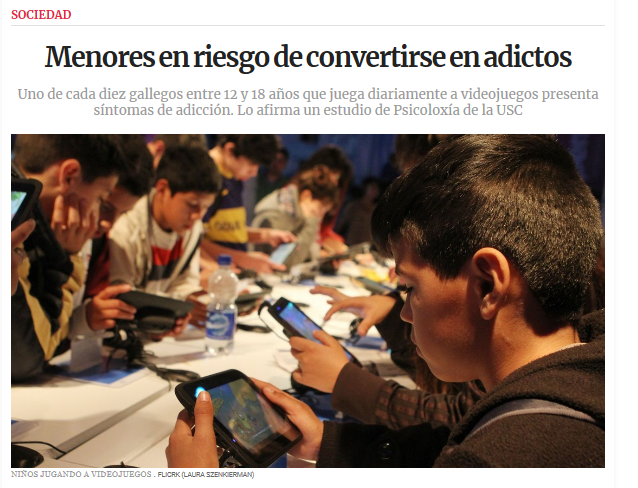 SOCIEDAD
Menores en riesgo de convertirse en adictos
Uno de cada diez gallegos entre 12 y 18 años que juega diariamente a videojuegos presenta
síntomas de adicción. Lo afirma un estudio de Psicoloxía de la USC
NIÑOS JUGANDO A VIDEOJUEGOS . FLICRK (LAURA SZENKIERMAN)